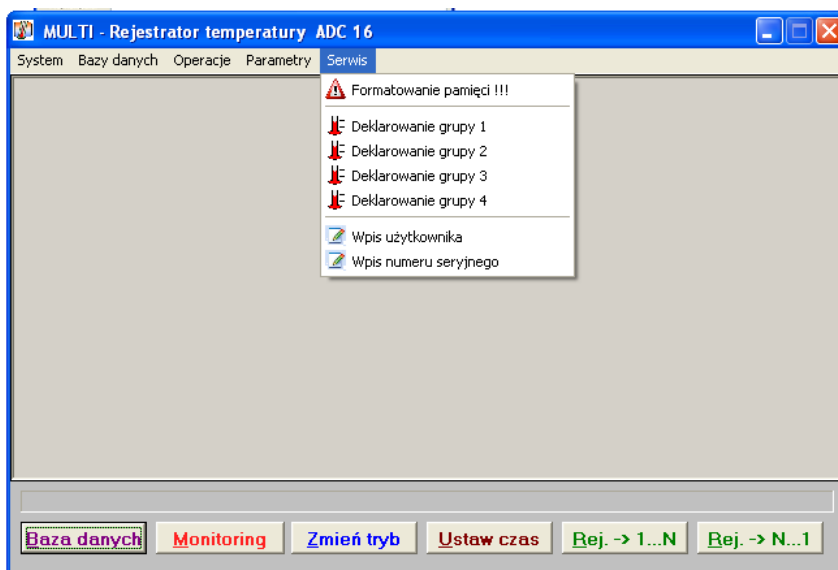 MULTI - Rejestrator temperatury ADC 16
System Bazy danych Operacje Parametry Serwis
Formatowanie pamięci !!!
Deklarowanie grupy 1
Deklarowanie grupy 2
Deklarowanie grupy 3
Deklarowanie grupy 4
Wpis użytkownika
Wpis numeru seryjnego
Baza danych Monitoring Zmień tryb Ustaw czas Rej. -> 1...N Rej. -> N...1